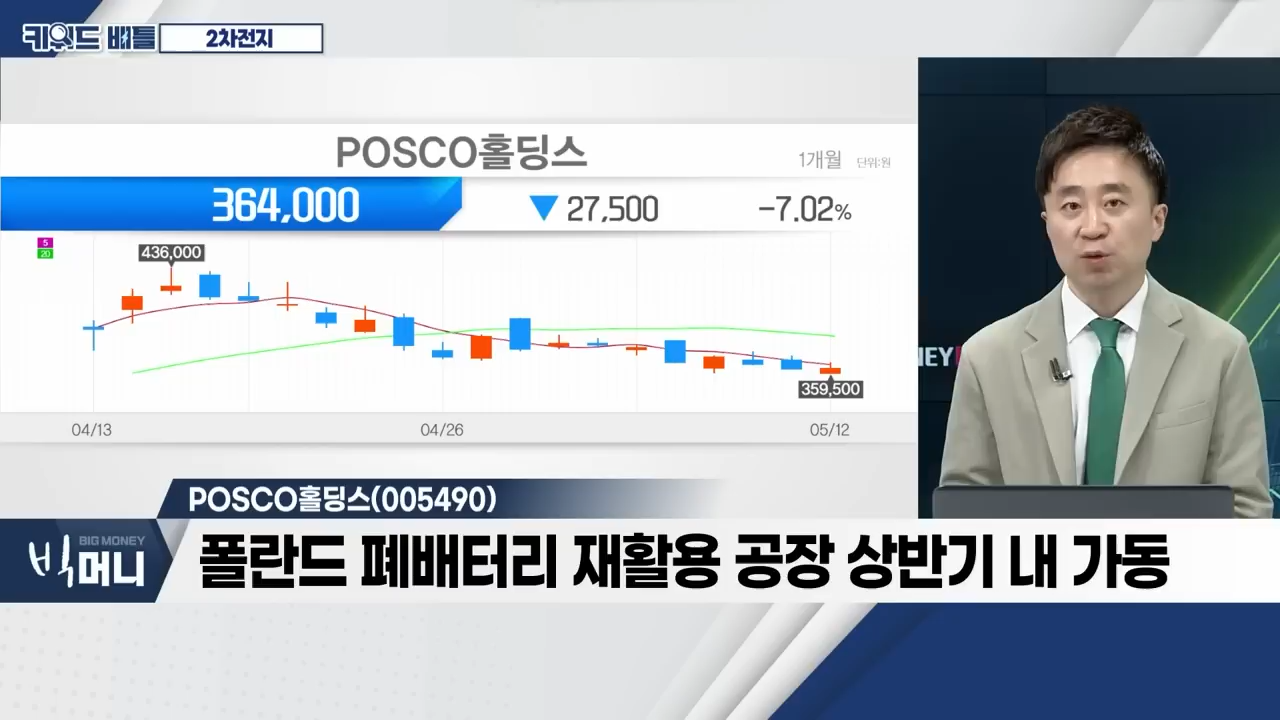 키워드 배틀
2차전지
POSCO홀딩스
1개월 단위:원
364,000 ▼ 27,500 -7.02%
5
20
436,000
359,500
04/13 04/26 05/12
NEY
POSCO홀딩스(005490)
BIG MONEY
빅머니
폴란드 폐배터리 재활용 공장 상반기 내 가동